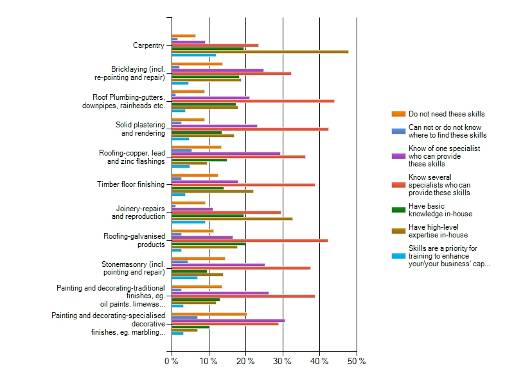 Carpentry
Bricklaying (incl.
re-pointing and repair)
Roof Plumbing-gutters,
downpipes, rainheads etc.
Solid plastering
and rendering
Roofing-copper, lead
and zinc flashings
Timber floor finishing
Joinery-repairs
and reproduction
Roofing-galvanised
products
Stonemasonry (incl.
pointing and repair)
Painting and decorating-traditional
finishes, eg.
oil paints, limewas...
Painting and decorating-specialised
decorative
finishes. eg. marbling...
0 %
10 %
20 %
30 %
40 %
50 %
Do not need these skills
Can not or do not know
where to find these skills
Know of one specialist
who can provide
these skills
Know several
specialists who can
provide these skills
Have basic
knowledge in-house
Have high-level
expertise in-house
Skills are a priority for
training to enhance
your/your business' cap...